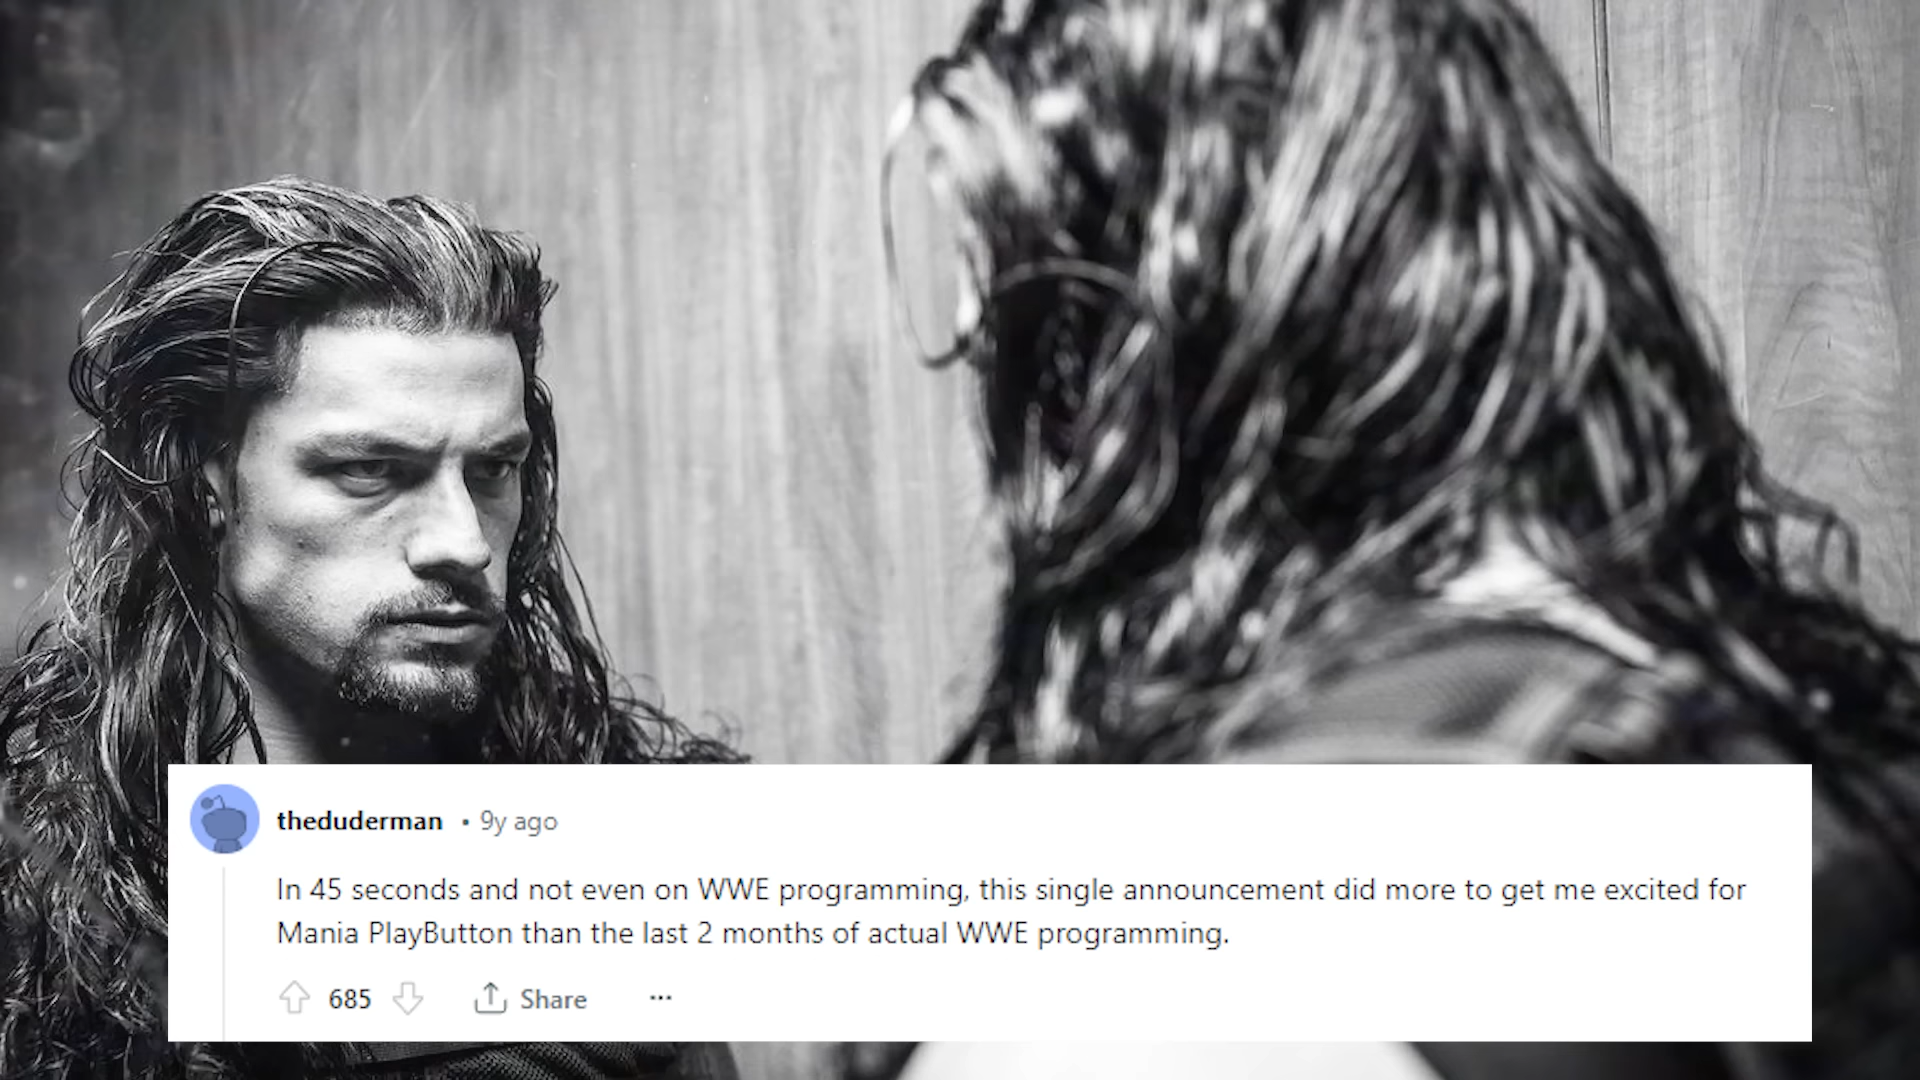 theduderman • 9y ago
In 45 seconds and not even on WWE programming, this single announcement did more to get me excited for
Mania PlayButton than the last 2 months of actual WWE programming.
685 Share ...